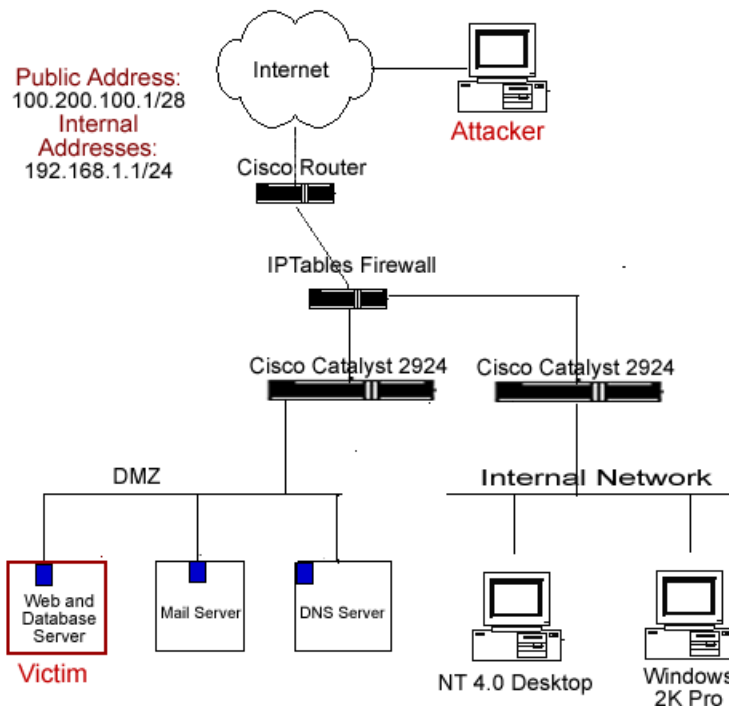 Internet
Public Address:
100.200.100.1/28
Internal
Addresses:
192.168.1.1/24
Attacker
Cisco Router
IPTables Firewall
Cisco Catalyst 2924
Cisco Catalyst 2924
DMZ
Internal Network
Web and
Database
Server
Mail Server
DNS Server
Victim
NT 4.0 Desktop
Windows
2K Pro